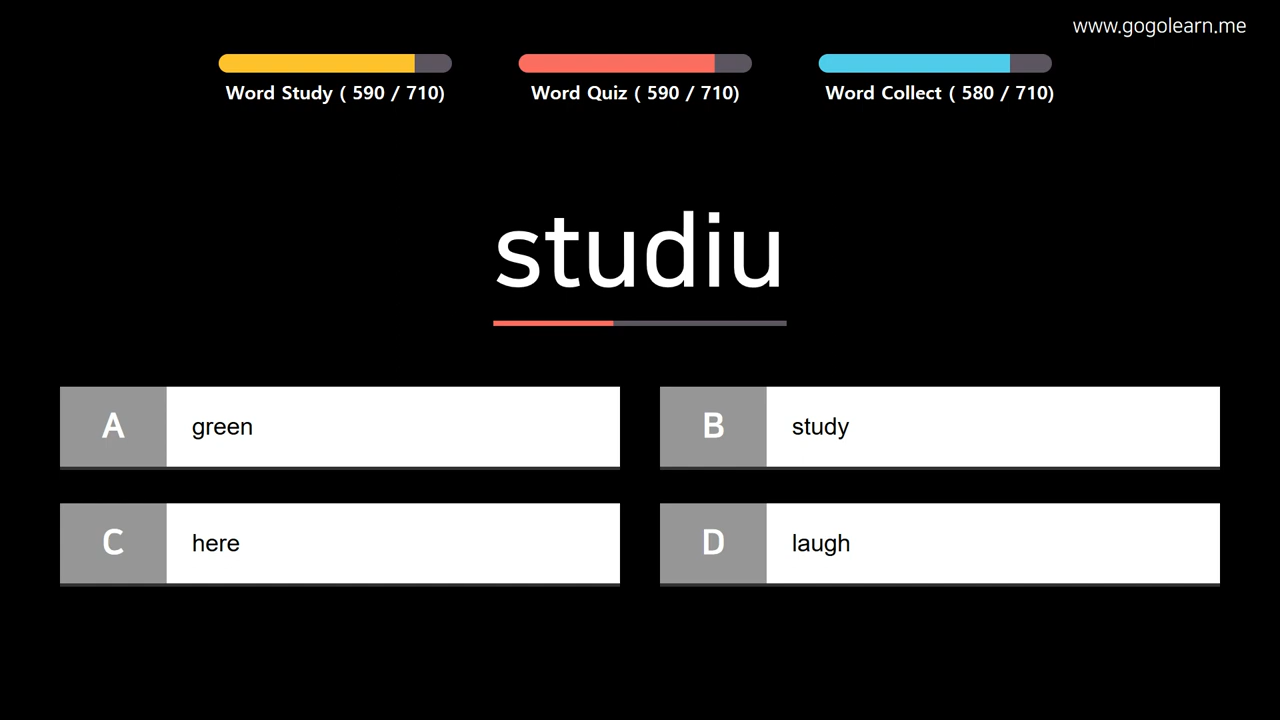 www.gogolearn.me
Word Study ( 590 / 710)
Word Quiz ( 590 / 710)
Word Collect ( 580 / 710)
studiu
A green
B study
C here
D laugh